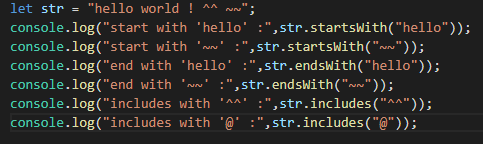 let str = "hello world ! ^^ ~~";
console.log("start with 'hello' :",str.startsWith("hello"));
console.log("start with '~~' :",str.startsWith("~~"));
console.log("end with 'hello' :",str.endsWith("hello"));
console.log("end with '~~' :",str.endsWith("~~"));
console.log("includes with '^^' :",str.includes("^^"));
console.log("includes with '@' :",str.includes("@"));